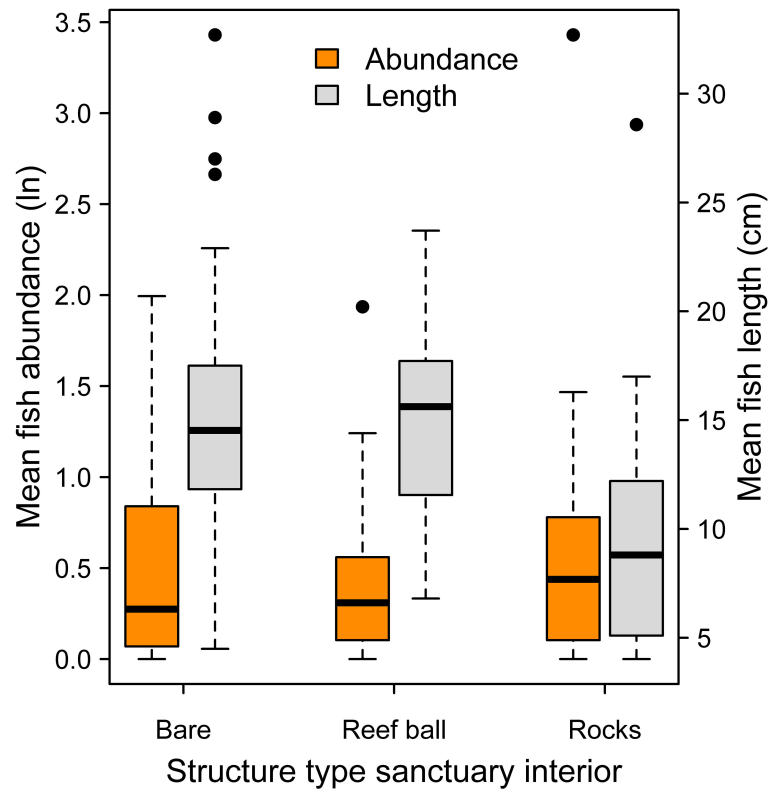 Abundance
Length
Mean fish abundance (ln)
3.5
3.0
2.5
2.0
1.5
1.0
0.5
0.0
30
25
20
15
10
5
Mean fish length (cm)
Bare Reef ball Rocks
Structure type sanctuary interior